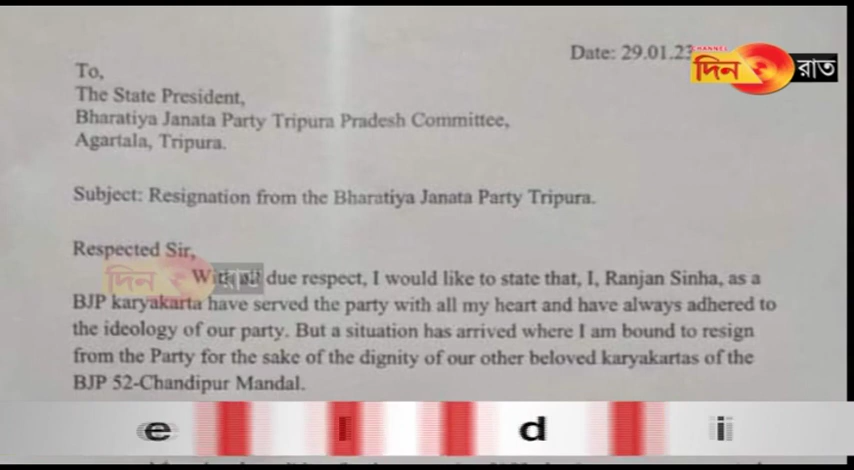 Date: 29.01.23
CHANNEL
দিন রাত
To,
The State President,
Bharatiya Janata Party Tripura Pradesh Committee,
Agartala, Tripura.
Subject: Resignation from the Bharatiya Janata Party Tripura.
Respected Sir,
দিন রাত
With all due respect, I would like to state that, I, Ranjan Sinha, as a
BJP karyakarta have served the party with all my heart and have always adhered to
the ideology of our party. But a situation has arrived where I am bound to resign
from the Party for the sake of the dignity of our other beloved karyakartas of the
BJP 52-Chandipur Mandal.
e l d i